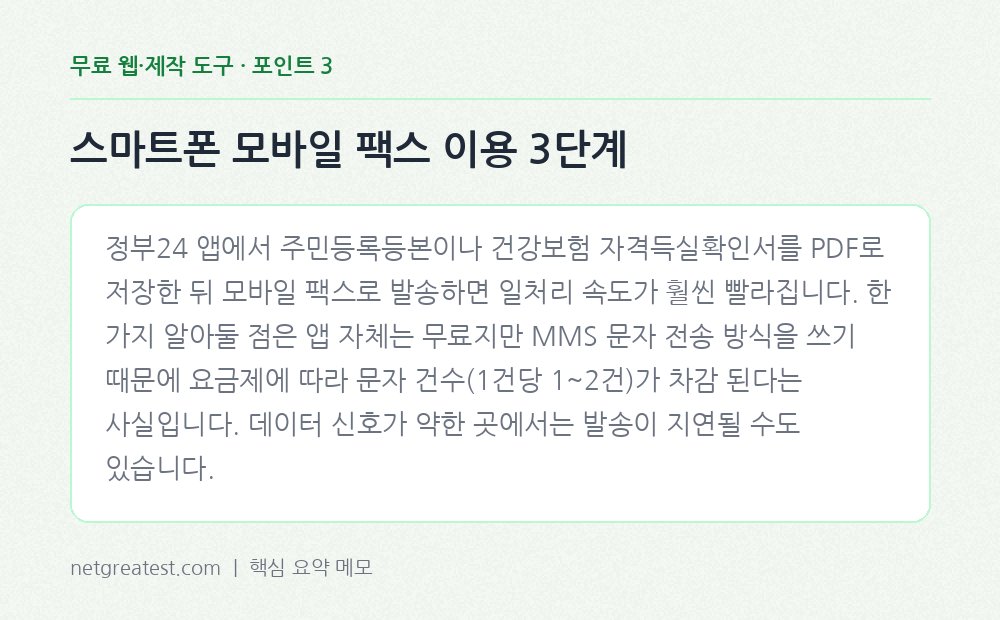 무료 웹·제작 도구 · 포인트 3
스마트폰 모바일 팩스 이용 3단계
정부24 앱에서 주민등록등본이나 건강보험 자격득실확인서를 PDF로
저장한 뒤 모바일 팩스로 발송하면 일처리 속도가 훨씬 빨라집니다. 한
가지 알아둘 점은 앱 자체는 무료지만 MMS 문자 전송 방식을 쓰기
때문에 요금제에 따라 문자 건수(1건당 1~2건)가 차감 된다는
사실입니다. 데이터 신호가 약한 곳에서는 발송이 지연될 수도
있습니다.
netgreatest.com | 핵심 요약 메모